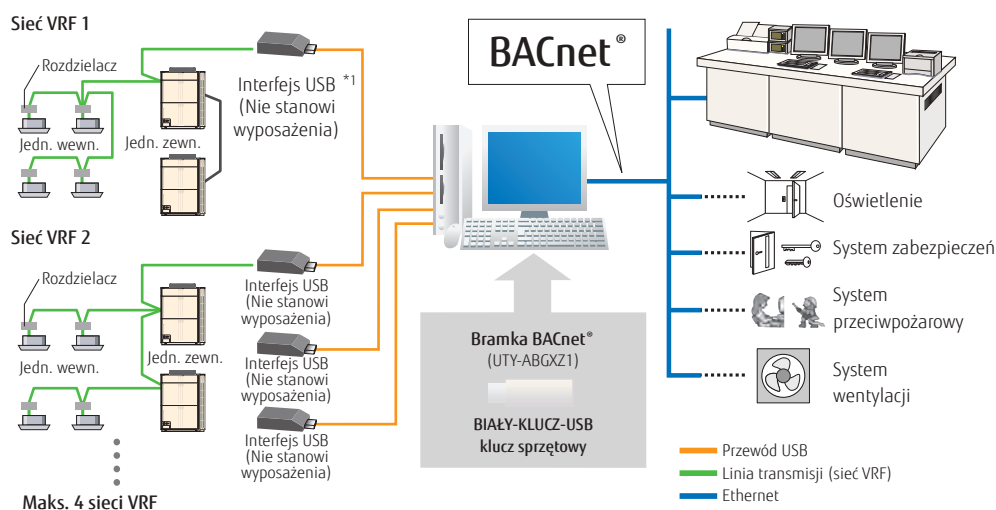 Sieć VRF 1
Rozdzielacz
Jedn. wewn.
Jedn. zewn.
Interfejs USB *1
(Nie stanowi
wyposażenia)
BACnet®
Sieć VRF 2
Rozdzielacz
Jedn. wewn.
Jedn. zewn.
Interfejs USB
(Nie stanowi
wyposażenia)
Interfejs USB
(Nie stanowi
wyposażenia)
Interfejs USB
(Nie stanowi
wyposażenia)
Maks. 4 sieci VRF
Bramka BACnet®
(UTY-ABGXZ1)
BIAŁY-KLUCZ-USB
klucz sprzętowy
Oświetlenie
System zabezpieczeń
System
przeciwpożarowy
System
wentylacji
Przewód USB
Linia transmisji (sieć VRF)
Ethernet